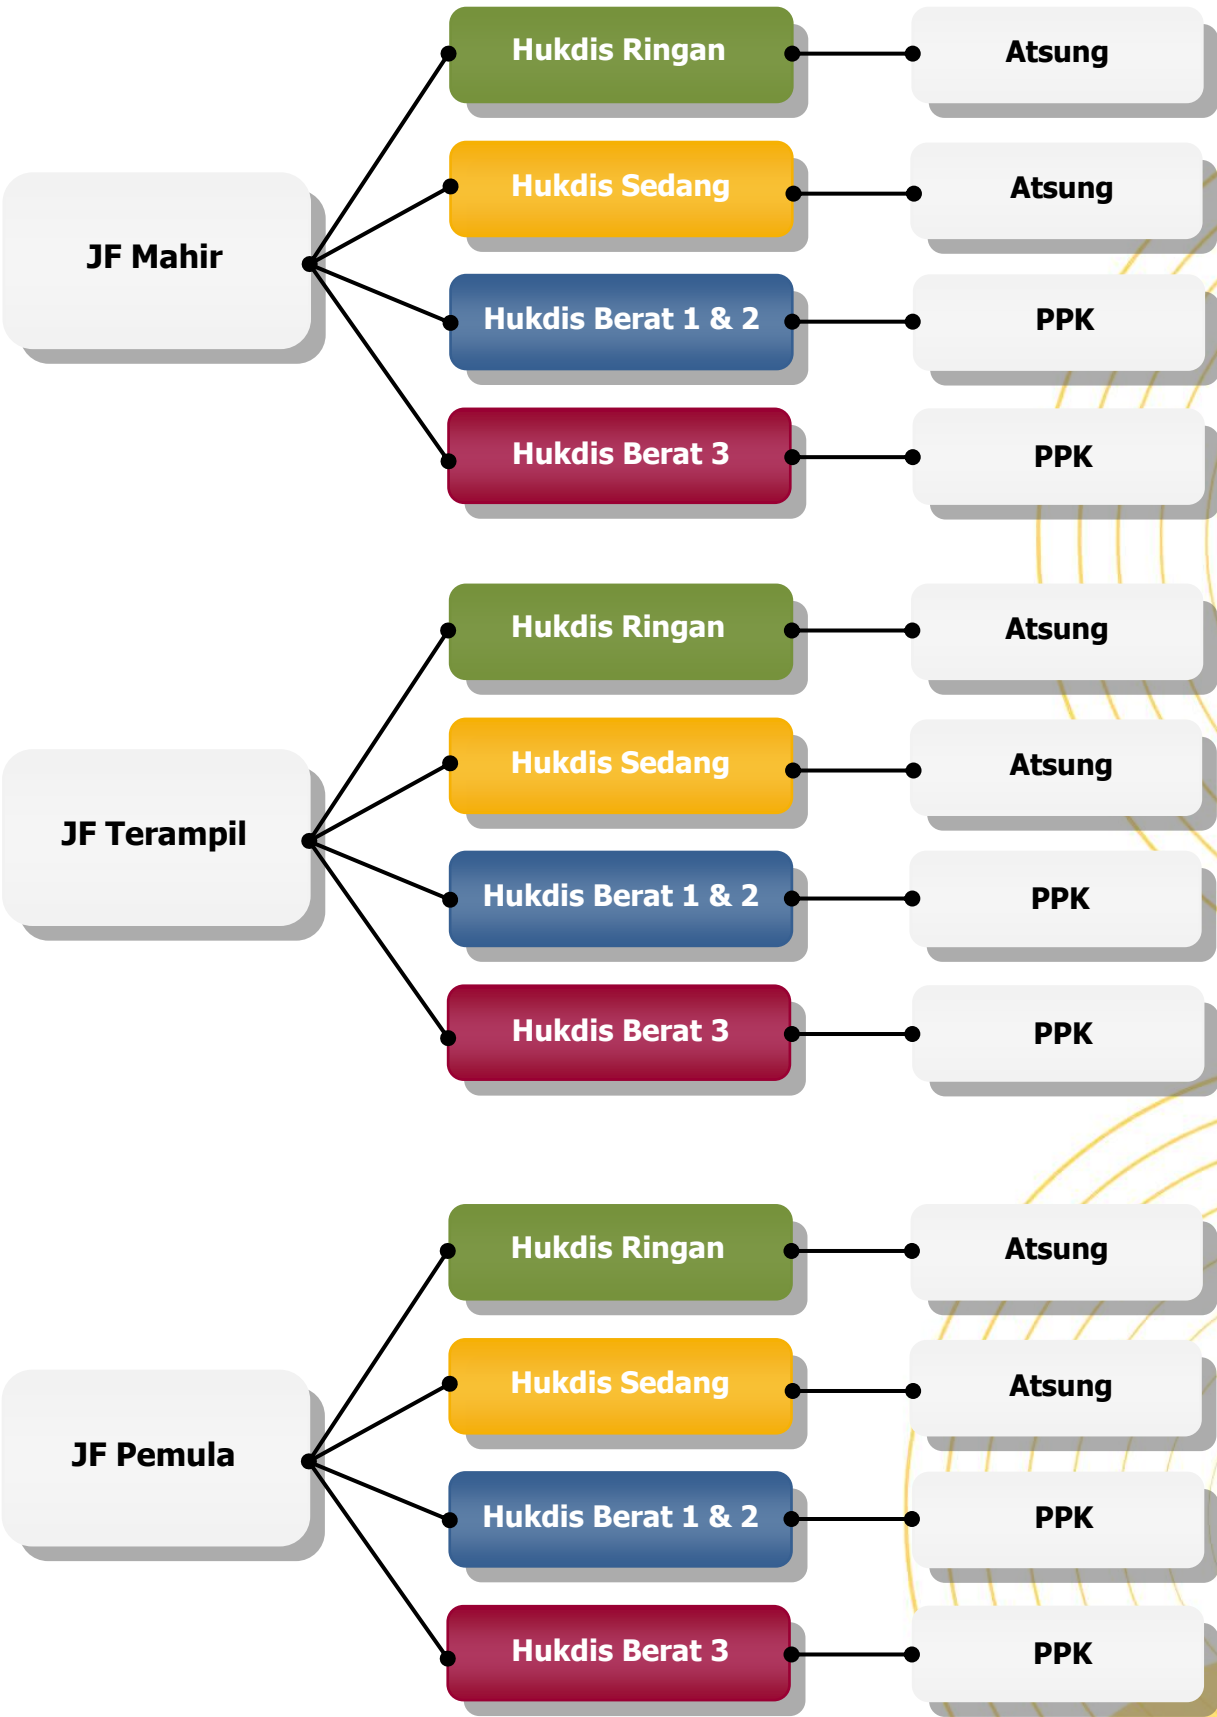 JF Mahir
Hukdis Ringan
Atsung
Hukdis Sedang
Atsung
Hukdis Berat 1 & 2
PPK
Hukdis Berat 3
PPK
JF Terampil
Hukdis Ringan
Atsung
Hukdis Sedang
Atsung
Hukdis Berat 1 & 2
PPK
Hukdis Berat 3
PPK
JF Pemula
Hukdis Ringan
Atsung
Hukdis Sedang
Atsung
Hukdis Berat 1 & 2
PPK
Hukdis Berat 3
PPK